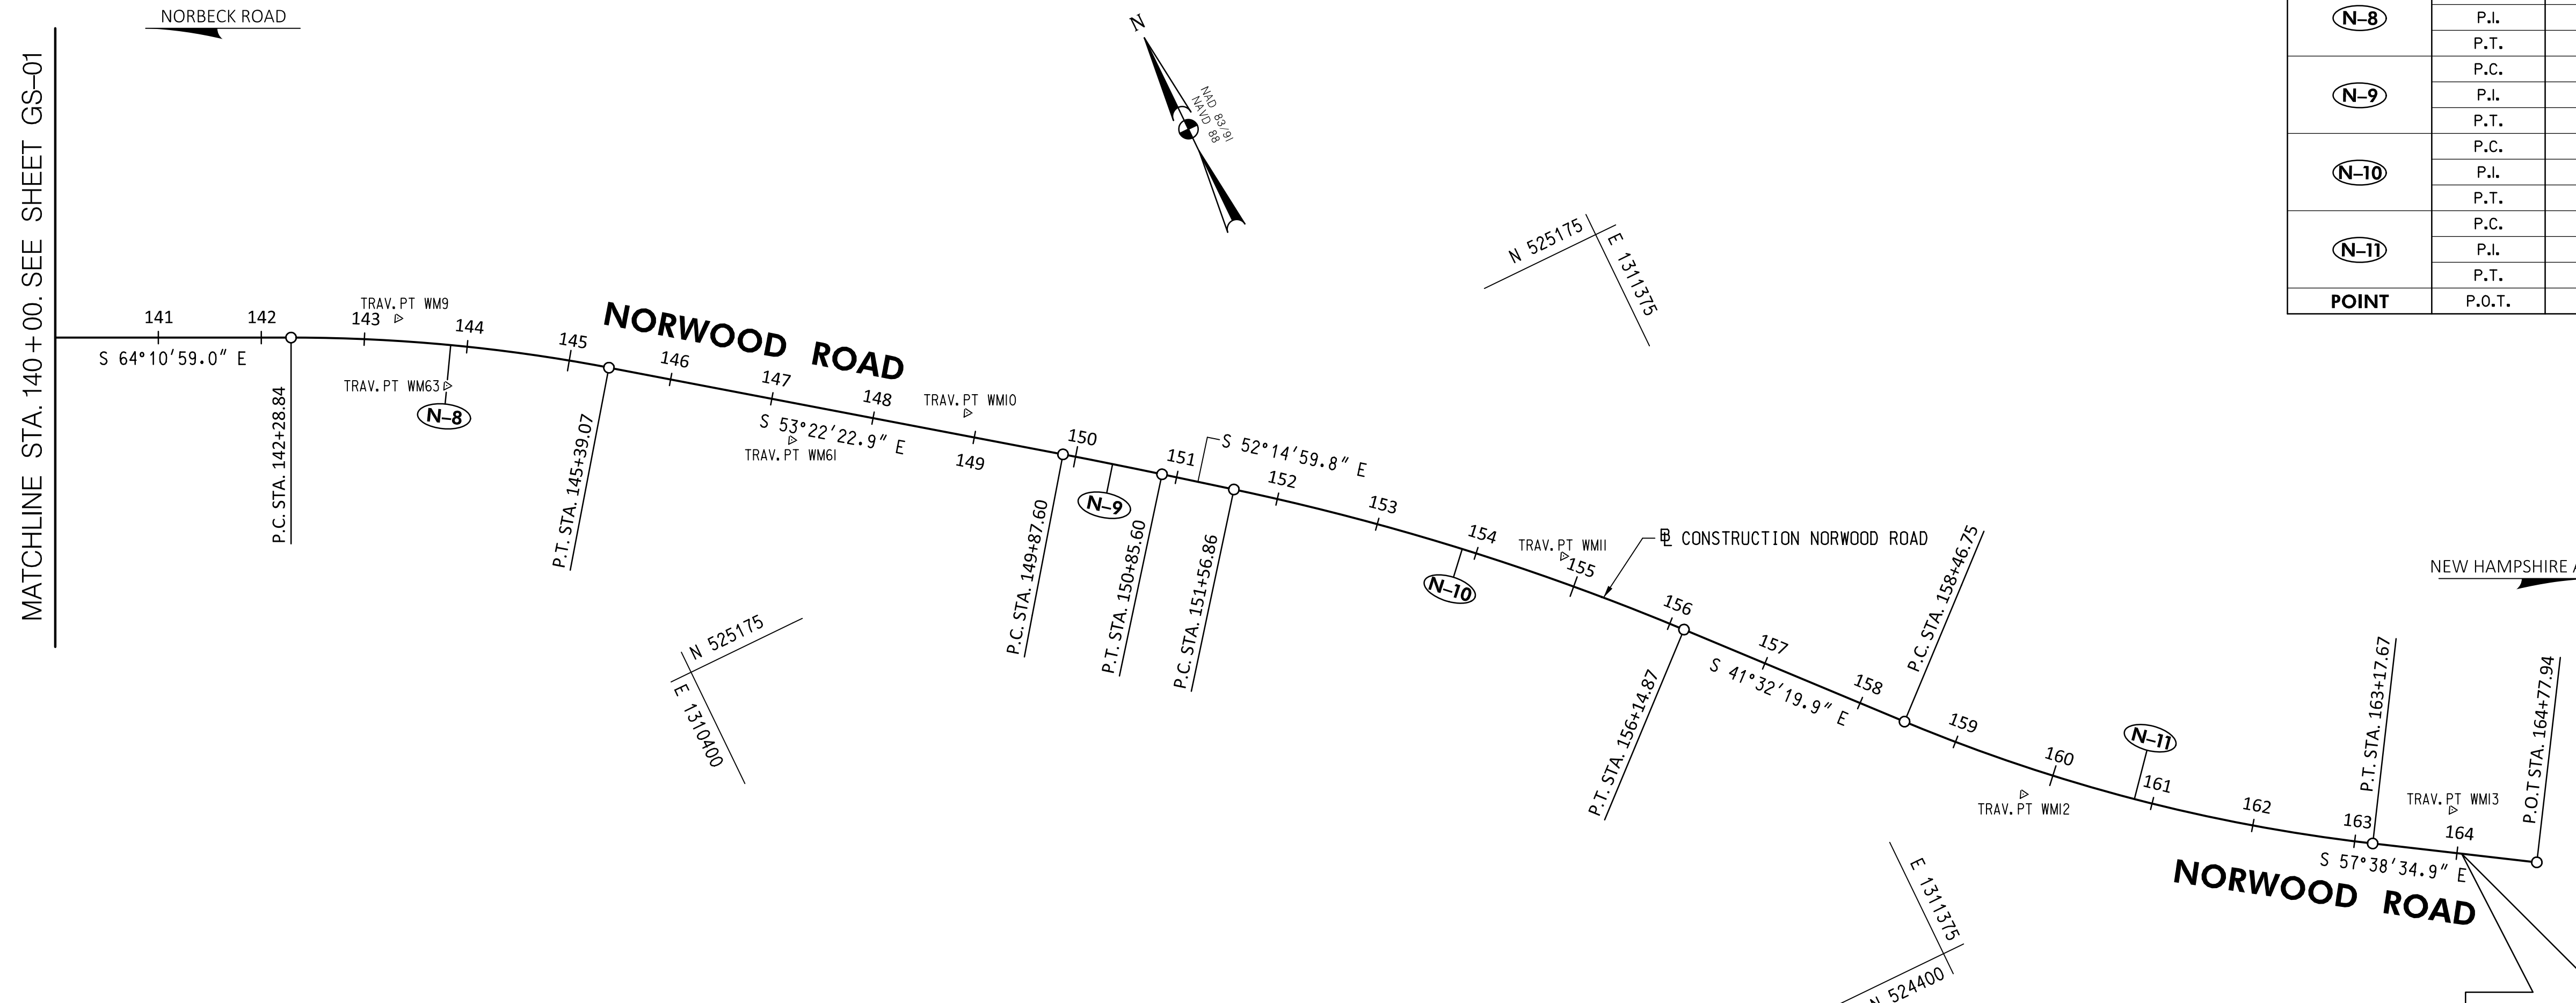 NORBECK ROAD
MATCHLINE STA. 140+00. SEE SHEET GS-01
N
NAD 83/91
NAVD 88
N-8
P.I.
P.T.
N-9
P.C.
P.I.
P.T.
N-10
P.C.
P.I.
P.T.
N-11
P.C.
P.I.
P.T.
POINT
P.O.T.
N 525175
E 1311375
141
142
143
144
145
146
147
148
149
150
151
152
153
154
155
156
157
158
159
160
161
162
163
164
TRAV. PT WM9
NORWOOD ROAD
S 64°10'59.0" E
TRAV. PT WM63
N-8
P.C. STA. 142+28.84
P.T. STA. 145+39.07
TRAV. PT WM10
S 53°22'22.9" E
TRAV. PT WM61
S 52°14'59.8" E
N-9
P.C. STA. 149+87.60
P.T. STA. 150+85.60
P.C. STA. 151+56.86
N-10
TRAV. PT WM11
BL CONSTRUCTION NORWOOD ROAD
P.C. STA. 158+46.75
NEW HAMPSHIRE
N 525175
E 1310400
P.T. STA. 156+14.87
S 41°32'19.9" E
N-11
P.T. STA. 163+17.67
P.O.T STA. 164+77.94
TRAV. PT WM12
TRAV. PT WM13
S 57°38'34.9" E
NORWOOD ROAD
E 1311375
N 524400